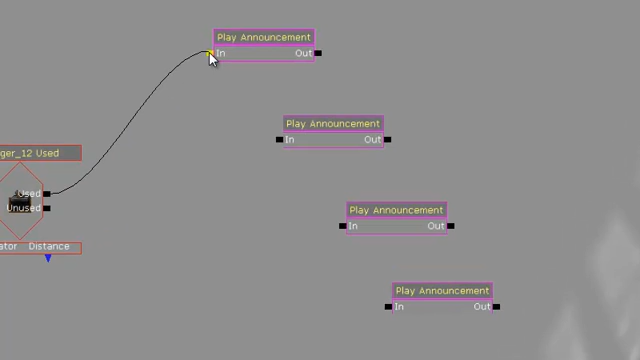 Play Announcement
In Out
Play Announcement
In Out
ger_12 Used
Used
Unused
Play Announcement
In Out
ator Distance
Play Announcement
In Out